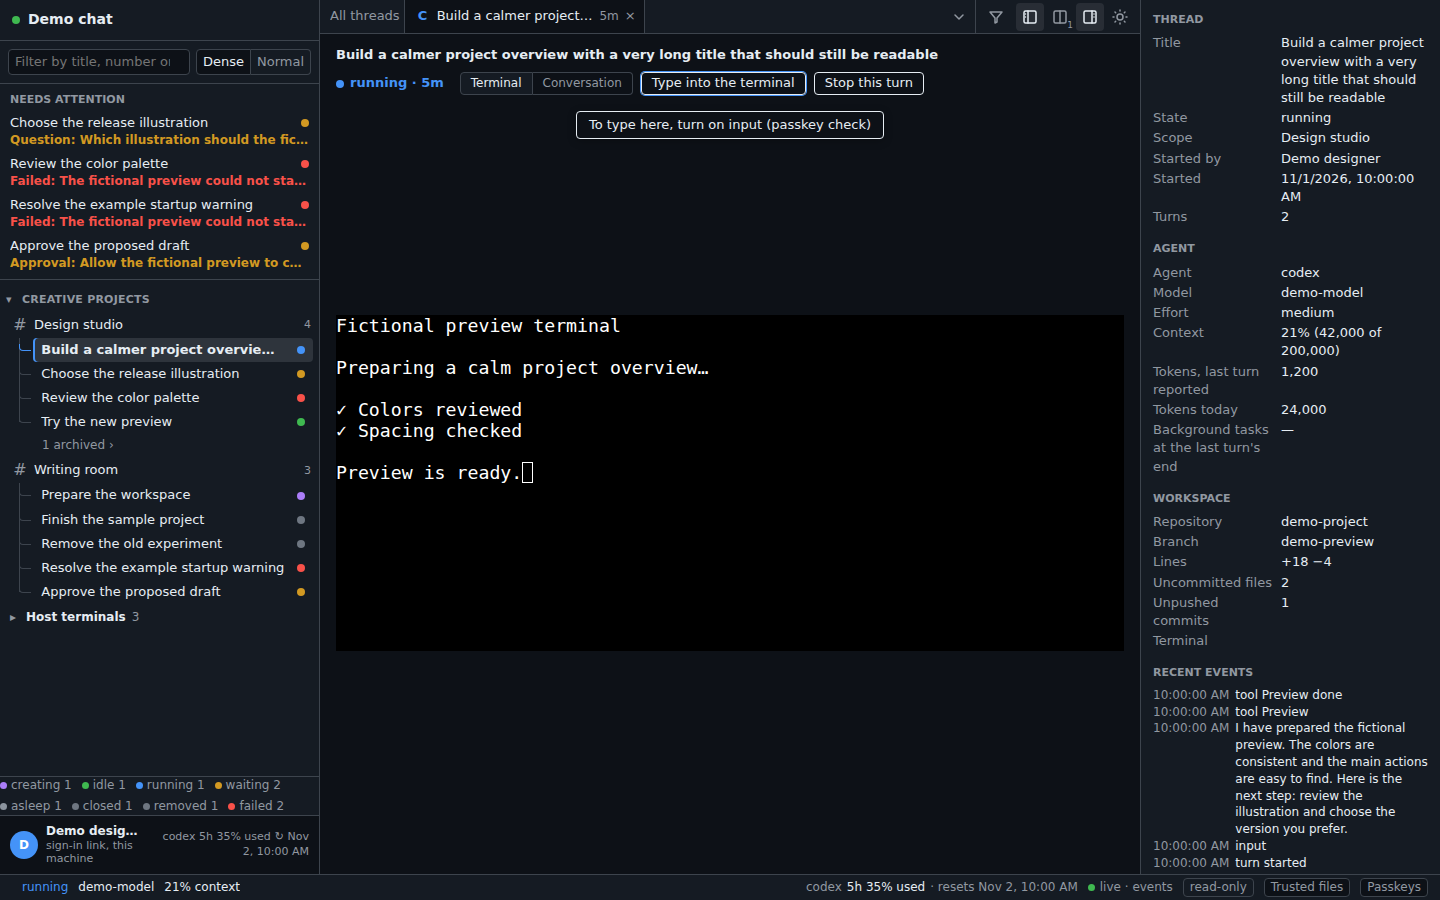 Demo chat
Filter by title, number or
Dense Normal
NEEDS ATTENTION
Choose the release illustration
Question: Which illustration should the fic…
Review the color palette
Failed: The fictional preview could not sta…
Resolve the example startup warning
Failed: The fictional preview could not sta…
Approve the proposed draft
Approval: Allow the fictional preview to c…
▾ CREATIVE PROJECTS
# Design studio 4
Build a calmer project overvie…
Choose the release illustration
Review the color palette
Try the new preview
1 archived ›
# Writing room 3
Prepare the workspace
Finish the sample project
Remove the old experiment
Resolve the example startup warning
Approve the proposed draft
▸ Host terminals 3
creating 1 idle 1 running 1 waiting 2
asleep 1 closed 1 removed 1 failed 2
D
Demo desig…
sign-in link, this
machine
codex 5h 35% used ↻ Nov
2, 10:00 AM
All threads
C Build a calmer project… 5m ×
1
Build a calmer project overview with a very long title that should still be readable
running · 5m
Terminal Conversation
Type into the terminal
Stop this turn
To type here, turn on input (passkey check)
Fictional preview terminal
Preparing a calm project overview…
✓ Colors reviewed
✓ Spacing checked
Preview is ready.
THREAD
Title Build a calmer project
overview with a very
long title that should
still be readable
State running
Scope Design studio
Started by Demo designer
Started 11/1/2026, 10:00:00
AM
Turns 2
AGENT
Agent codex
Model demo-model
Effort medium
Context 21% (42,000 of
200,000)
Tokens, last turn 1,200
reported
Tokens today 24,000
Background tasks —
at the last turn's
end
WORKSPACE
Repository demo-project
Branch demo-preview
Lines +18 −4
Uncommitted files 2
Unpushed 1
commits
Terminal
RECENT EVENTS
10:00:00 AM tool Preview done
10:00:00 AM tool Preview
10:00:00 AM I have prepared the fictional
preview. The colors are
consistent and the main actions
are easy to find. Here is the
next step: review the
illustration and choose the
version you prefer.
10:00:00 AM input
10:00:00 AM turn started
running demo-model 21% context
codex 5h 35% used · resets Nov 2, 10:00 AM
live · events
read-only
Trusted files
Passkeys